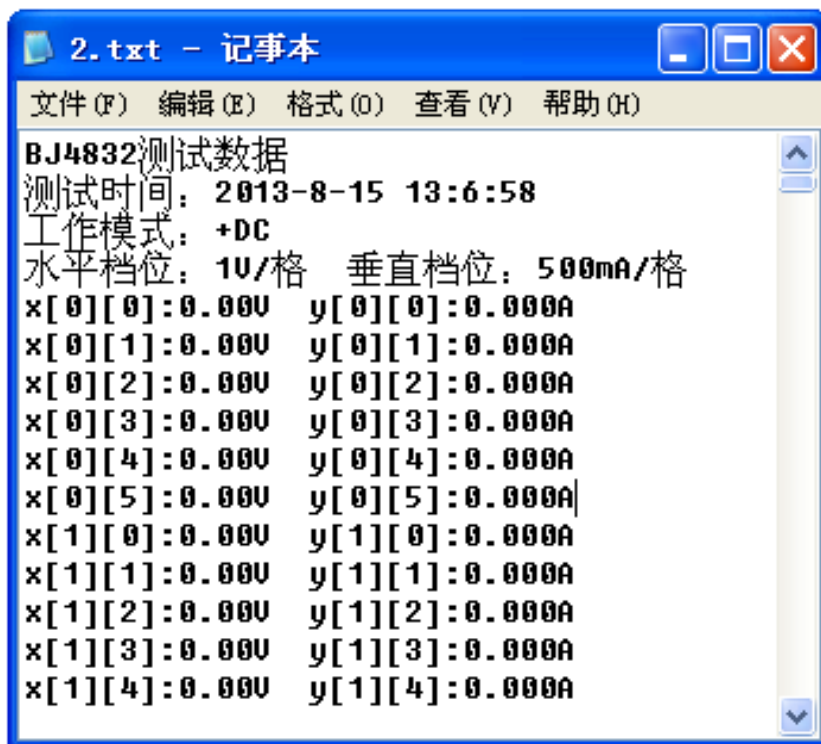 2.txt - 记事本
文件(F) 编辑(E) 格式(O) 查看(V) 帮助(H)
BJ4832测试数据
测试时间：2013-8-15 13:6:58
工作模式：+DC
水平档位：1V/格 垂直档位：500mA/格
x[0][0]:0.00V y[0][0]:0.000A
x[0][1]:0.00V y[0][1]:0.000A
x[0][2]:0.00V y[0][2]:0.000A
x[0][3]:0.00V y[0][3]:0.000A
x[0][4]:0.00V y[0][4]:0.000A
x[0][5]:0.00V y[0][5]:0.000A
x[1][0]:0.00V y[1][0]:0.000A
x[1][1]:0.00V y[1][1]:0.000A
x[1][2]:0.00V y[1][2]:0.000A
x[1][3]:0.00V y[1][3]:0.000A
x[1][4]:0.00V y[1][4]:0.000A